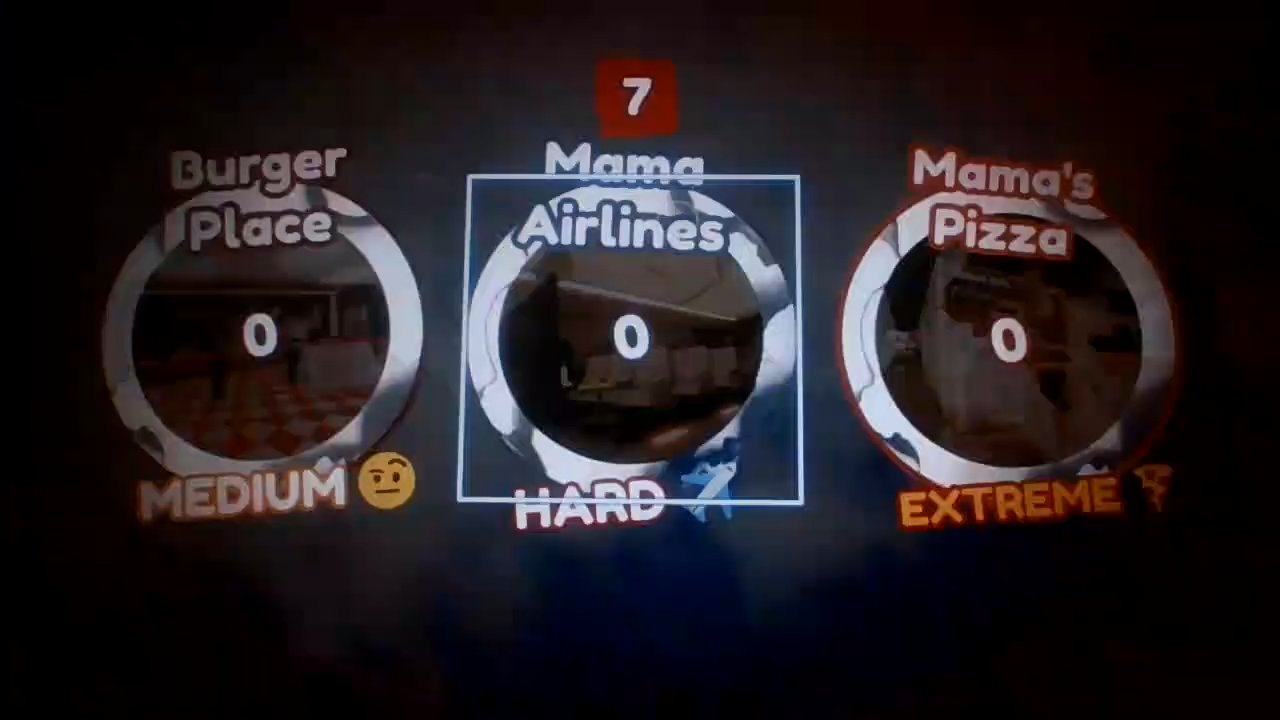 7
Burger
Place
0
MEDIUM 🤨
Mama
Airlines
0
HARD ✈️
Mama's
Pizza
0
EXTREME